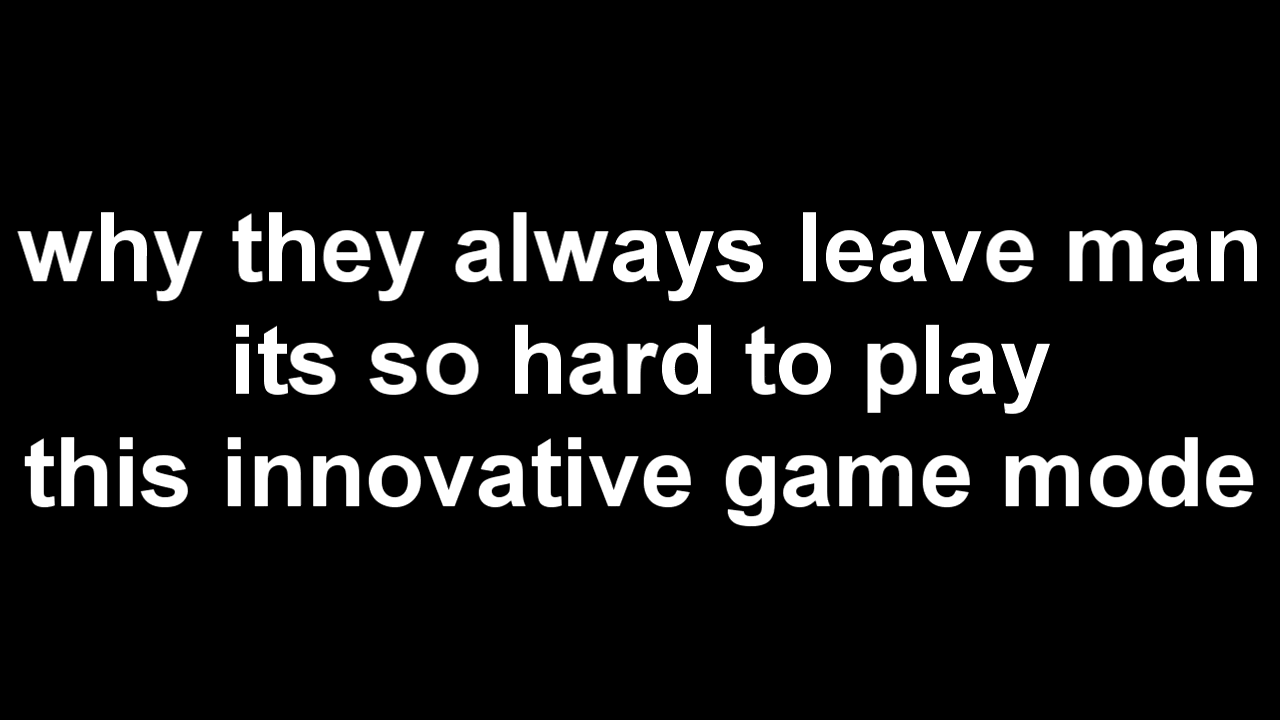 why they always leave man
its so hard to play
this innovative game mode